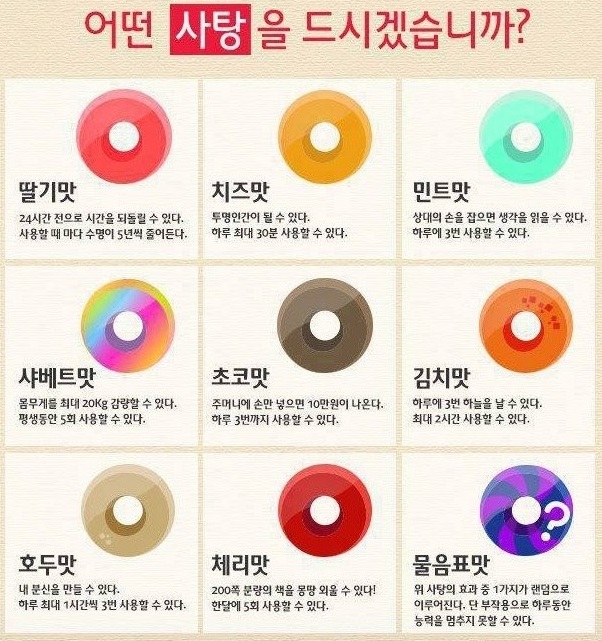 어떤 사탕을 드시겠습니까?
딸기맛
24시간 전으로 시간을 되돌릴 수 있다.
사용할 때 마다 수명이 5년씩 줄어든다.
치즈맛
투명인간이 될 수 있다.
하루 최대 30분 사용할 수 있다.
민트맛
상대의 손을 잡으면 생각을 읽을 수 있다.
하루에 3번 사용할 수 있다.
샤베트맛
몸무게를 최대 20Kg 감량할 수 있다.
평생동안 5회 사용할 수 있다.
초코맛
주머니에 손만 넣으면 10만원이 나온다.
하루 3번까지 사용할 수 있다.
김치맛
하루에 3번 하늘을 날 수 있다.
최대 2시간 사용할 수 있다.
호두맛
내 분신을 만들 수 있다.
하루 최대 1시간씩 3번 사용할 수 있다.
체리맛
200쪽 분량의 책을 몽땅 외울 수 있다!
한달에 5회 사용할 수 있다.
?
물음표맛
위 사탕의 효과 중 1가지가 랜덤으로
이루어진다. 단 부작용으로 하루동안
능력을 멈추지 못할 수 있다.